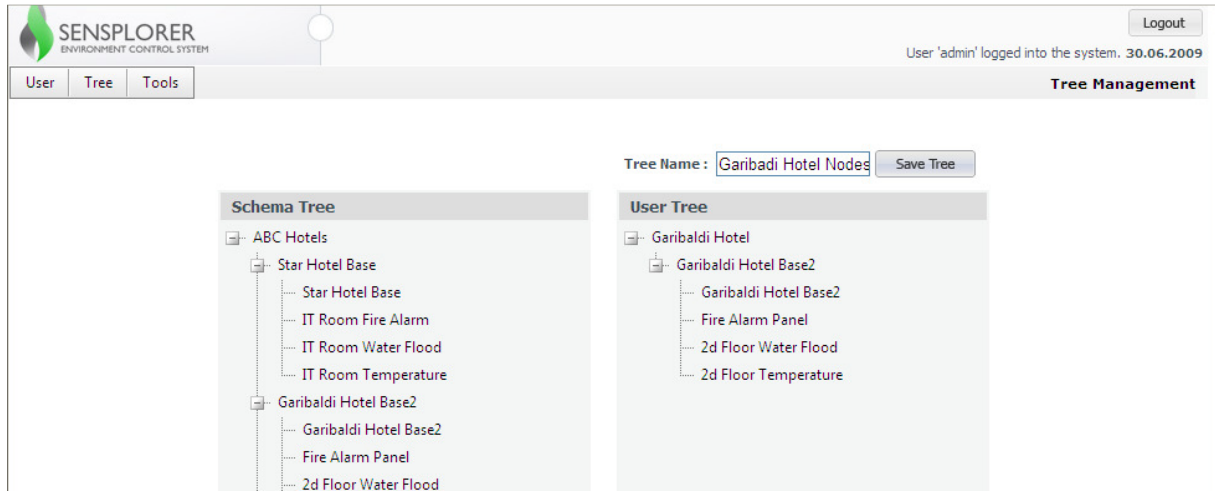 SENSPLORER
ENVIRONMENT CONTROL SYSTEM
Logout
User 'admin' logged into the system. 30.06.2009
User Tree Tools
Tree Management
Tree Name : Garibadi Hotel Nodes Save Tree
Schema Tree
ABC Hotels
Star Hotel Base
Star Hotel Base
IT Room Fire Alarm
IT Room Water Flood
IT Room Temperature
Garibaldi Hotel Base2
Garibaldi Hotel Base2
Fire Alarm Panel
2d Floor Water Flood
User Tree
Garibaldi Hotel
Garibaldi Hotel Base2
Garibaldi Hotel Base2
Fire Alarm Panel
2d Floor Water Flood
2d Floor Temperature